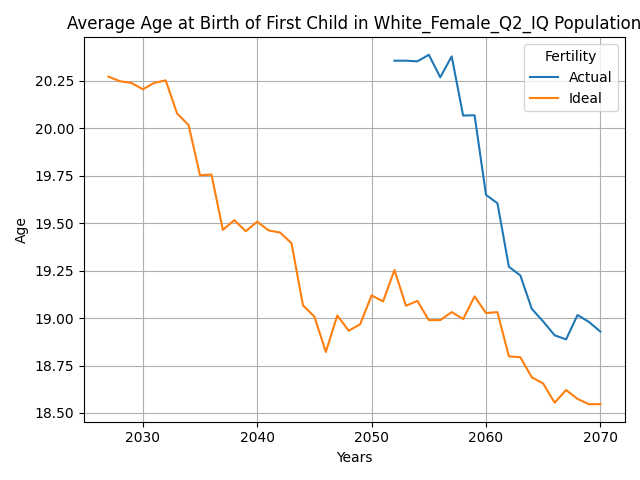 Average Age at Birth of First Child in White_Female_Q2_IQ Population
Fertility
Actual
Ideal
Age
20.25
20.00
19.75
19.50
19.25
19.00
18.75
18.50
2030
2040
2050
2060
2070
Years